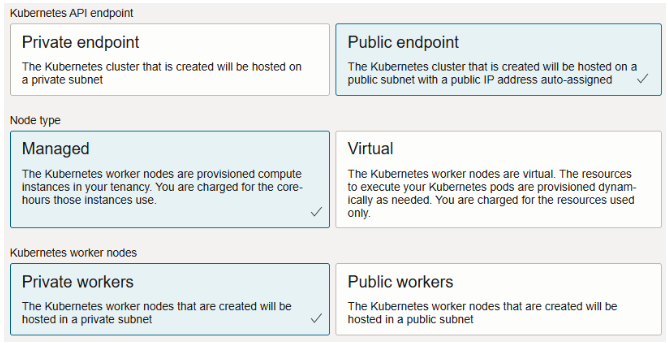 Kubernetes API endpoint
Private endpoint
The Kubernetes cluster that is created will be hosted on
a private subnet
Public endpoint
The Kubernetes cluster that is created will be hosted on a
public subnet with a public IP address auto-assigned
Node type
Managed
The Kubernetes worker nodes are provisioned compute
instances in your tenancy. You are charged for the core-
hours those instances use.
Virtual
The Kubernetes worker nodes are virtual. The resources
to execute your Kubernetes pods are provisioned dynam-
ically as needed. You are charged for the resources used
only.
Kubernetes worker nodes
Private workers
The Kubernetes worker nodes that are created will be
hosted in a private subnet
Public workers
The Kubernetes worker nodes that are created will be
hosted in a public subnet